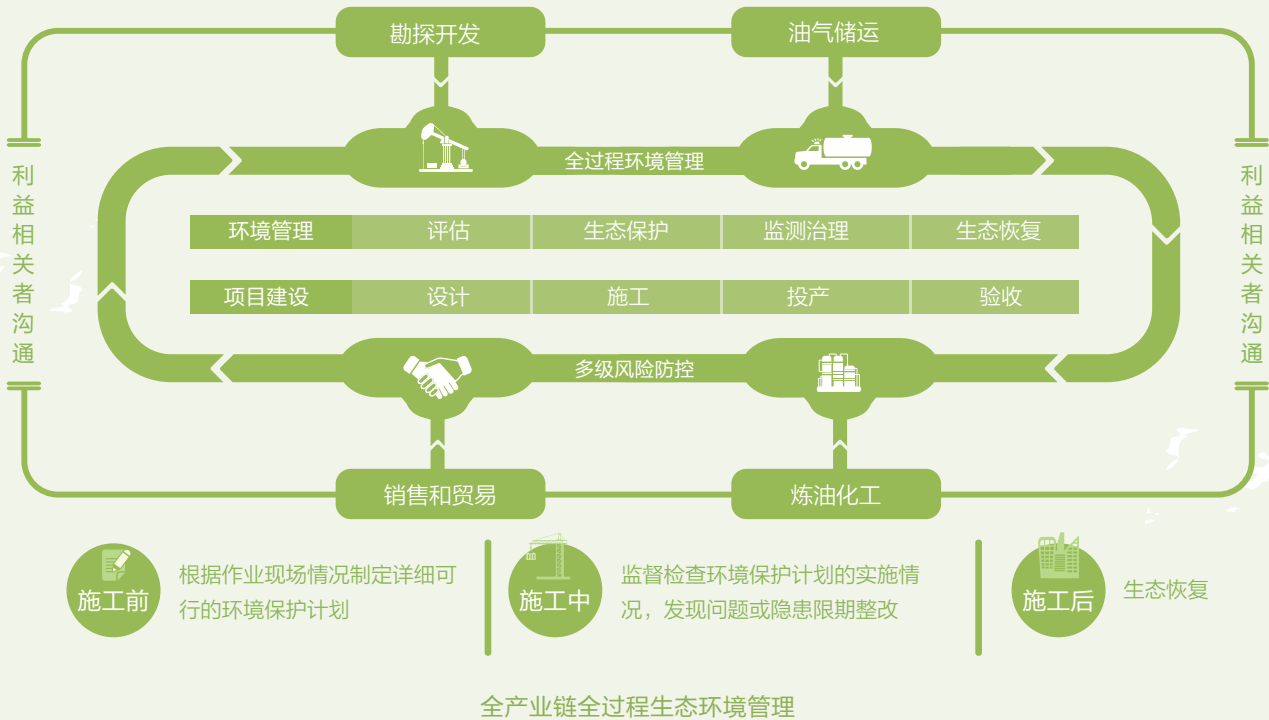 勘探开发
油气储运
利益相关者沟通
全过程环境管理
利益相关者沟通
环境管理
评估
生态保护
监测治理
生态恢复
项目建设
设计
施工
投产
验收
多级风险防控
销售和贸易
炼油化工
施工前
根据作业现场情况制定详细可
行的环境保护计划
施工中
监督检查环境保护计划的实施情
况，发现问题或隐患限期整改
施工后
生态恢复
全产业链全过程生态环境管理